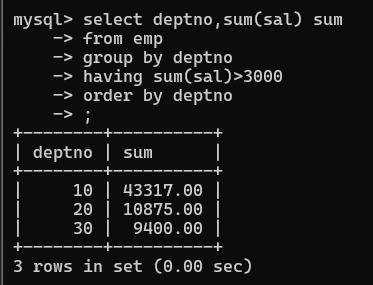 mysql> select deptno,sum(sal) sum
    -> from emp
    -> group by deptno
    -> having sum(sal)>3000
    -> order by deptno
    -> ;
+--------+----------+
| deptno | sum      |
+--------+----------+
|     10 | 43317.00 |
|     20 | 10875.00 |
|     30 |  9400.00 |
+--------+----------+
3 rows in set (0.00 sec)